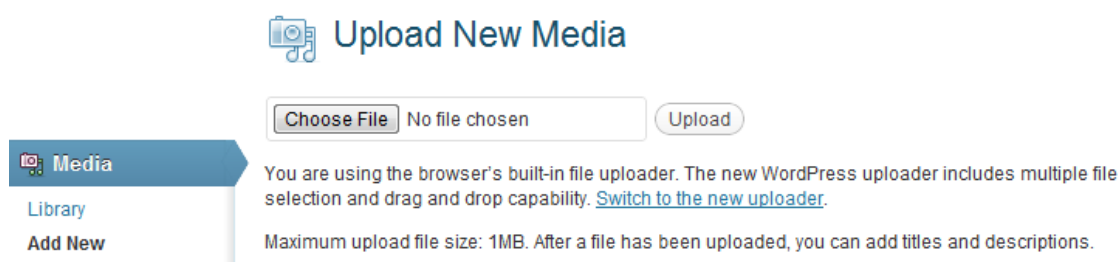 Upload New Media
Choose File No file chosen Upload
Media
You are using the browser's built-in file uploader. The new WordPress uploader includes multiple file
selection and drag and drop capability. Switch to the new uploader.
Library
Add New
Maximum upload file size: 1MB. After a file has been uploaded, you can add titles and descriptions.